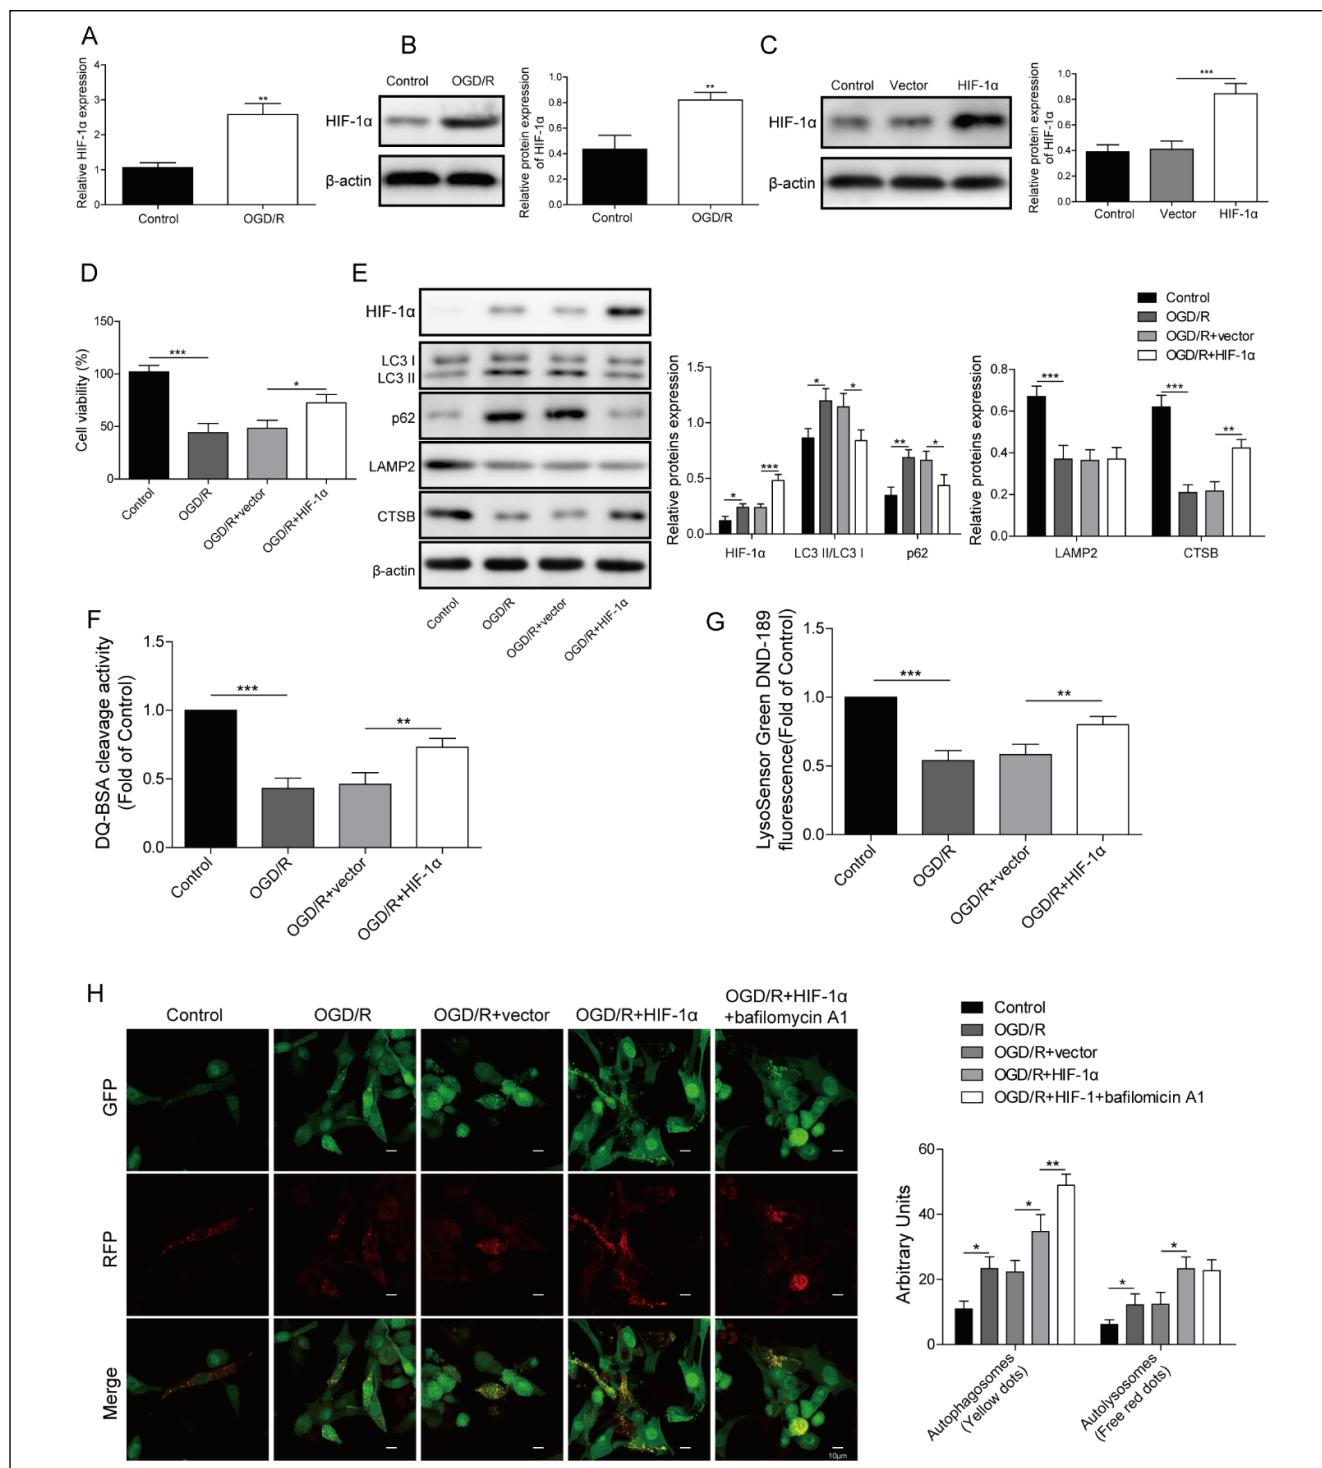 A
Relative HIF-1α expression
4
3
2
1
0
**
Control
OGD/R
B
Control
OGD/R
HIF-1α
β-actin
Relative protein expression
of HIF-1α
1.0
0.8
0.6
0.4
0.2
0.0
**
Control
OGD/R
C
Control
Vector
HIF-1α
HIF-1α
β-actin
Relative protein expression
of HIF-1α
1.0
0.8
0.6
0.4
0.2
0.0
***
Control
Vector
HIF-1α
D
Cell viability (%)
150
100
50
0
***
*
Control
OGD/R
OGD/R+vector
OGD/R+HIF-1α
E
HIF-1α
LC3 I
LC3 II
p62
LAMP2
CTSB
β-actin
Control
OGD/R
OGD/R+vector
OGD/R+HIF-1α
Relative proteins expression
1.5
1.0
0.5
0.0
*
***
*
*
**
*
HIF-1α
LC3 II/LC3 I
p62
Control
OGD/R
OGD/R+vector
OGD/R+HIF-1α
Relative proteins expression
0.8
0.6
0.4
0.2
0.0
***
***
**
LAMP2
CTSB
F
DQ-BSA cleavage activity
(Fold of Control)
1.5
1.0
0.5
0.0
***
**
Control
OGD/R
OGD/R+vector
OGD/R+HIF-1α
G
LysoSensor Green DND-189
fluorescence(Fold of Control)
1.5
1.0
0.5
0.0
***
**
Control
OGD/R
OGD/R+vector
OGD/R+HIF-1α
H
Control
OGD/R
OGD/R+vector
OGD/R+HIF-1α
OGD/R+HIF-1α
+bafilomycin A1
GFP
RFP
Merge
10μm
Control
OGD/R
OGD/R+vector
OGD/R+HIF-1α
OGD/R+HIF-1+bafilomicin A1
Arbitrary Units
60
40
20
0
*
*
**
*
*
Autophagosomes
(Yellow dots)
Autolysosomes
(Free red dots)